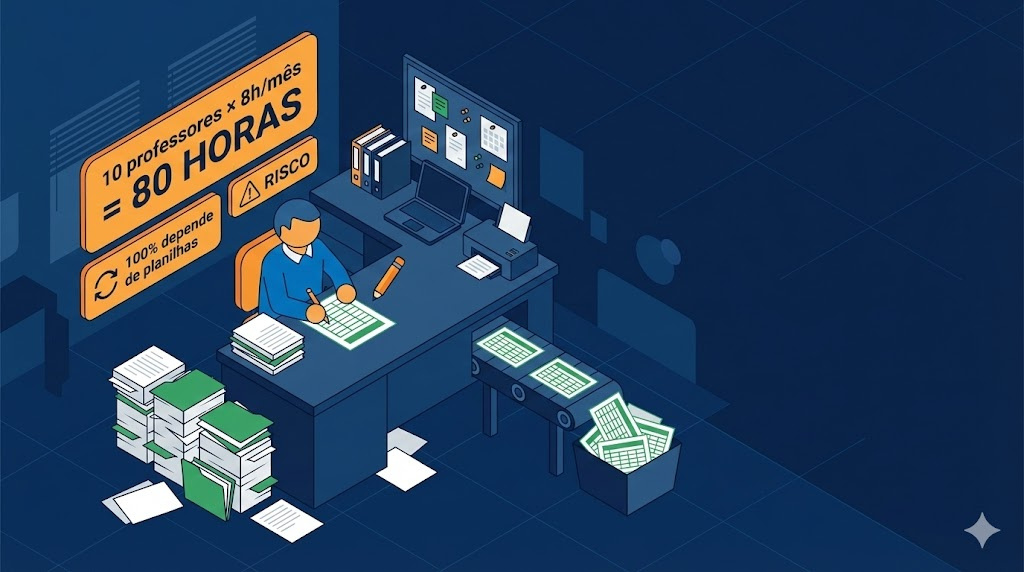 10 professores × 8h/mês
= 80 HORAS
RISCO
100% depende
de planilhas